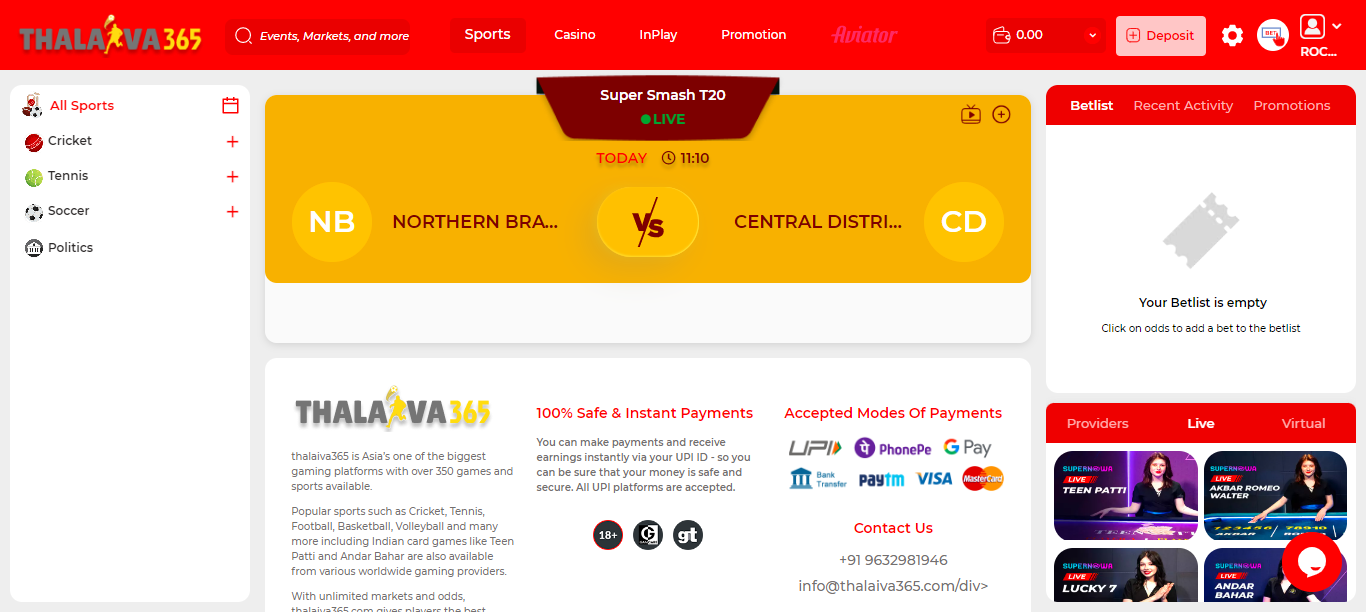 THALAIVA365
Events, Markets, and more
Sports
Casino
InPlay
Promotion
Aviator
0.00
Deposit
BET
ROC...
All Sports
Cricket
Tennis
Soccer
Politics
Super Smash T20
LIVE
TODAY
11:10
NB
NORTHERN BRA...
VS
CENTRAL DISTRI...
CD
Betlist
Recent Activity
Promotions
Your Betlist is empty
Click on odds to add a bet to the betlist
Providers
Live
Virtual
SUPERNOWA
LIVE
TEEN PATTI
SUPERNOWA
LIVE
AKBAR ROMEO
WALTER
SUPERNOWA
LIVE
LUCKY 7
SUPERNOWA
LIVE
ANDAR
BAHAR
THALAIVA365
thalaiva365 is Asia's one of the biggest
gaming platforms with over 350 games and
sports available.
Popular sports such as Cricket, Tennis,
Football, Basketball, Volleyball and many
more including Indian card games like Teen
Patti and Andar Bahar are also available
from various worldwide gaming providers.
With unlimited markets and odds,
thalaiva365.com gives players the best
100% Safe & Instant Payments
You can make payments and receive
earnings instantly via your UPI ID - so you
can be sure that your money is safe and
secure. All UPI platforms are accepted.
18+
G
gt
Accepted Modes Of Payments
UPI
PhonePe
G Pay
Bank
Transfer
paytm
VISA
MasterCard
Contact Us
+91 9632981946
info@thalaiva365.com/div>